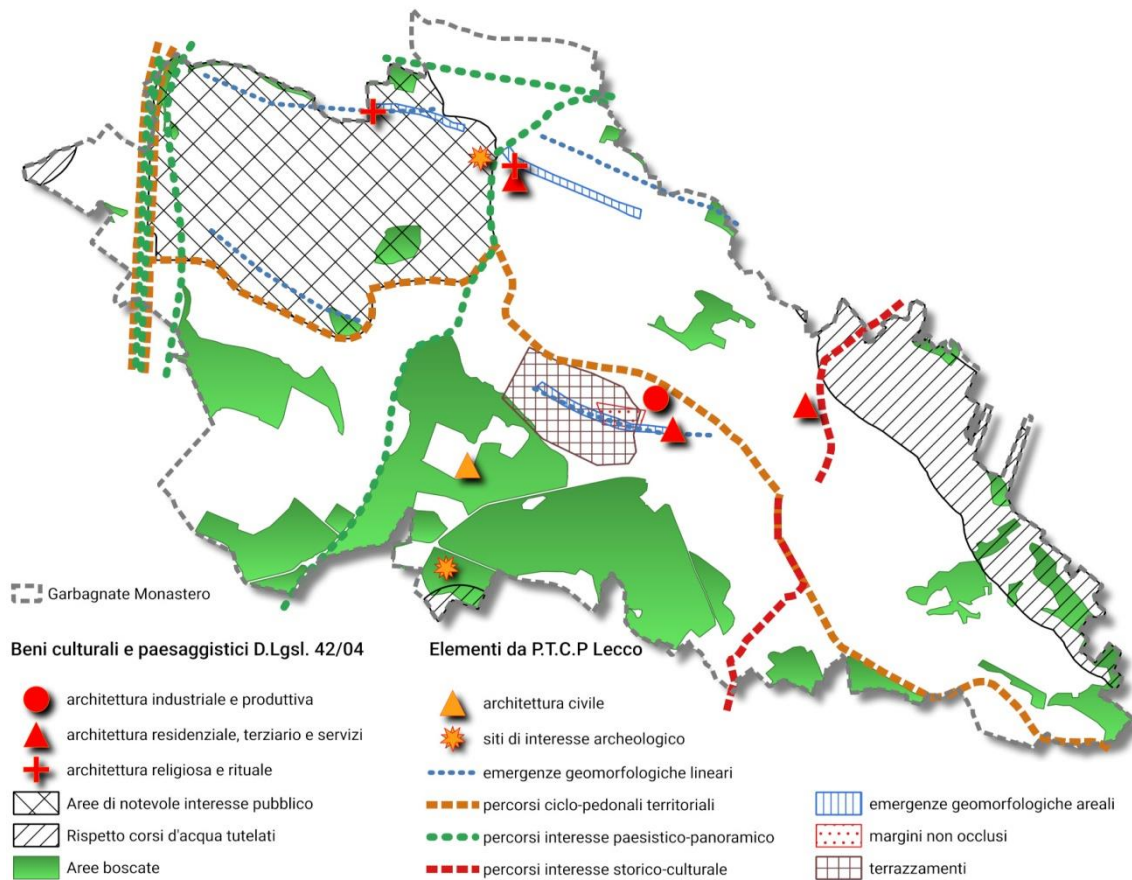 Garbagnate Monastero
Beni culturali e paesaggistici D.Lgsl. 42/04
architettura industriale e produttiva
architettura residenziale, terziario e servizi
architettura religiosa e rituale
Aree di notevole interesse pubblico
Rispetto corsi d'acqua tutelati
Aree boscate
Elementi da P.T.C.P Lecco
architettura civile
siti di interesse archeologico
emergenze geomorfologiche lineari
percorsi ciclo-pedonali territoriali
percorsi interesse paesistico-panoramico
percorsi interesse storico-culturale
emergenze geomorfologiche areali
margini non occlusi
terrazzamenti